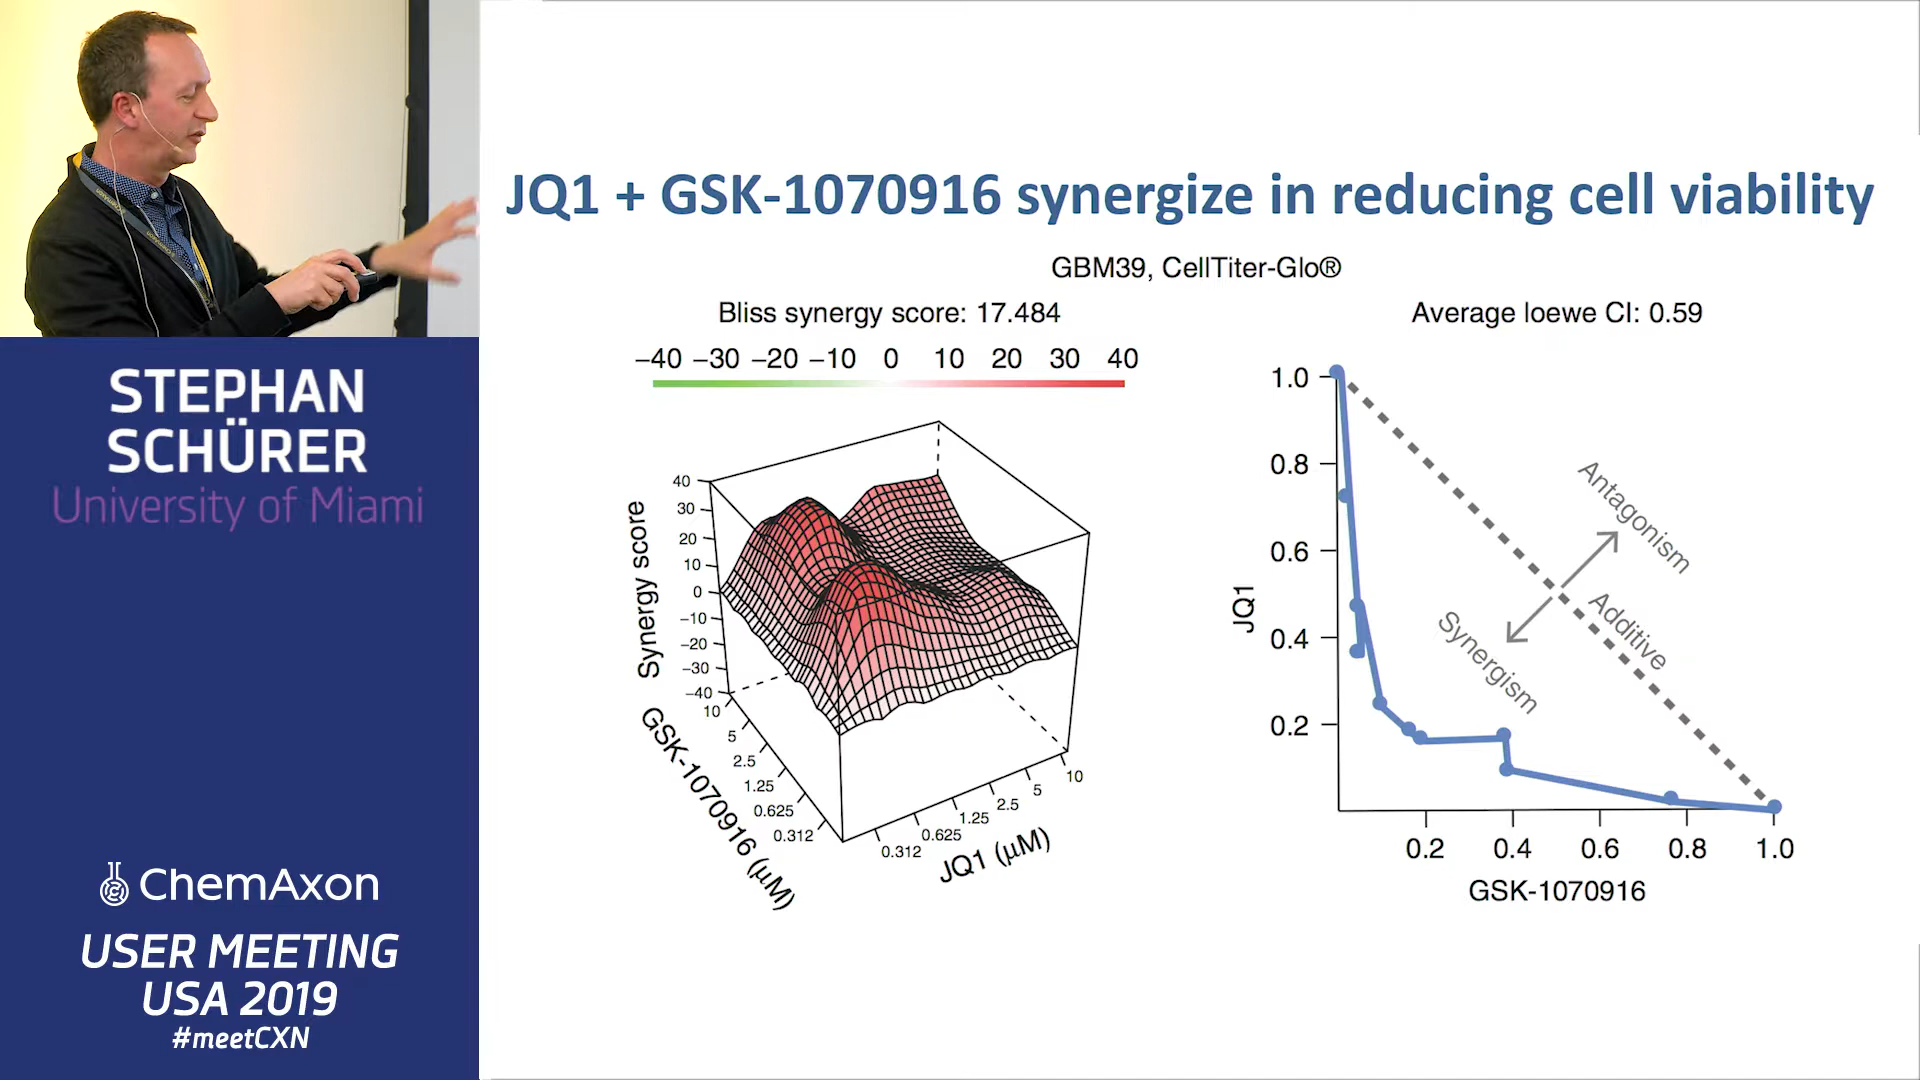 JQ1 + GSK-1070916 synergize in reducing cell viability
GBM39, CellTiter-Glo®
Bliss synergy score: 17.484
−40 −30 −20 −10 0 10 20 30 40
Synergy score
40
30
20
10
0
−10
−20
−30
−40
10
5
2.5
1.25
0.625
0.312
GSK-1070916 (μM)
0.312
0.625
1.25
2.5
5
10
JQ1 (μM)
Average loewe CI: 0.59
JQ1
1.0
0.8
0.6
0.4
0.2
Antagonism
Additive
Synergism
0.2 0.4 0.6 0.8 1.0
GSK-1070916
STEPHAN
SCHÜRER
University of Miami
ChemAxon
USER MEETING
USA 2019
#meetCXN